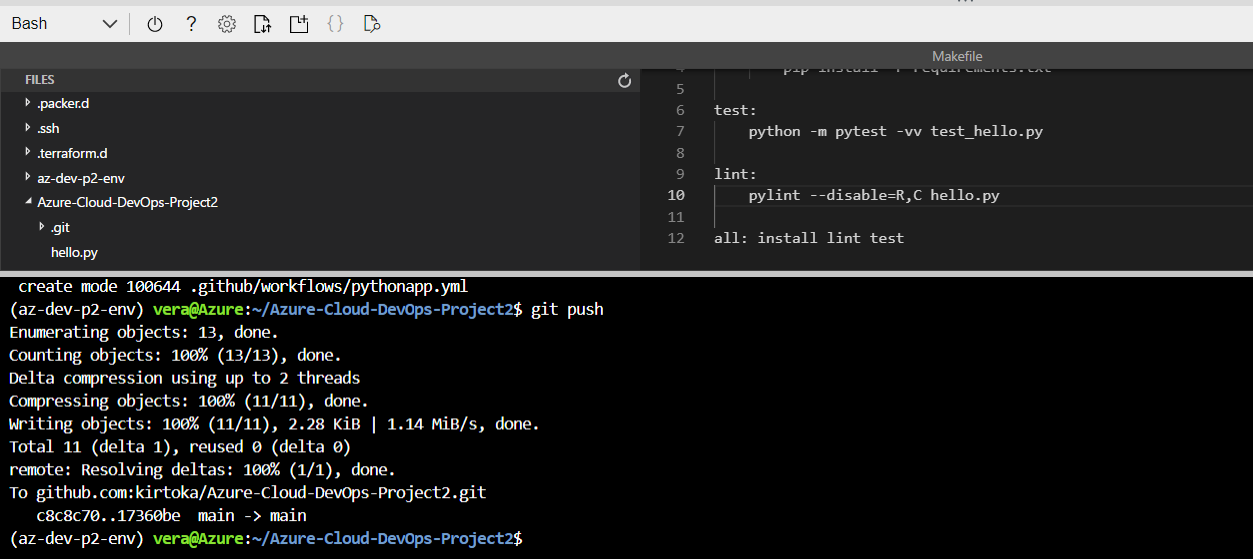 Bash
Makefile
FILES
.packer.d
.ssh
.terraform.d
az-dev-p2-env
Azure-Cloud-DevOps-Project2
.git
hello.py
4 pip install -r requirements.txt
5
6 test:
7 python -m pytest -vv test_hello.py
8
9 lint:
10 pylint --disable=R,C hello.py
11
12 all: install lint test
create mode 100644 .github/workflows/pythonapp.yml
(az-dev-p2-env) vera@Azure:~/Azure-Cloud-DevOps-Project2$ git push
Enumerating objects: 13, done.
Counting objects: 100% (13/13), done.
Delta compression using up to 2 threads
Compressing objects: 100% (11/11), done.
Writing objects: 100% (11/11), 2.28 KiB | 1.14 MiB/s, done.
Total 11 (delta 1), reused 0 (delta 0)
remote: Resolving deltas: 100% (1/1), done.
To github.com:kirtoka/Azure-Cloud-DevOps-Project2.git
c8c8c70..17360be main -> main
(az-dev-p2-env) vera@Azure:~/Azure-Cloud-DevOps-Project2$